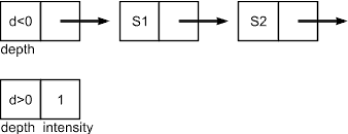 d<0 S1 S2
depth
d>0 1
depth intensity